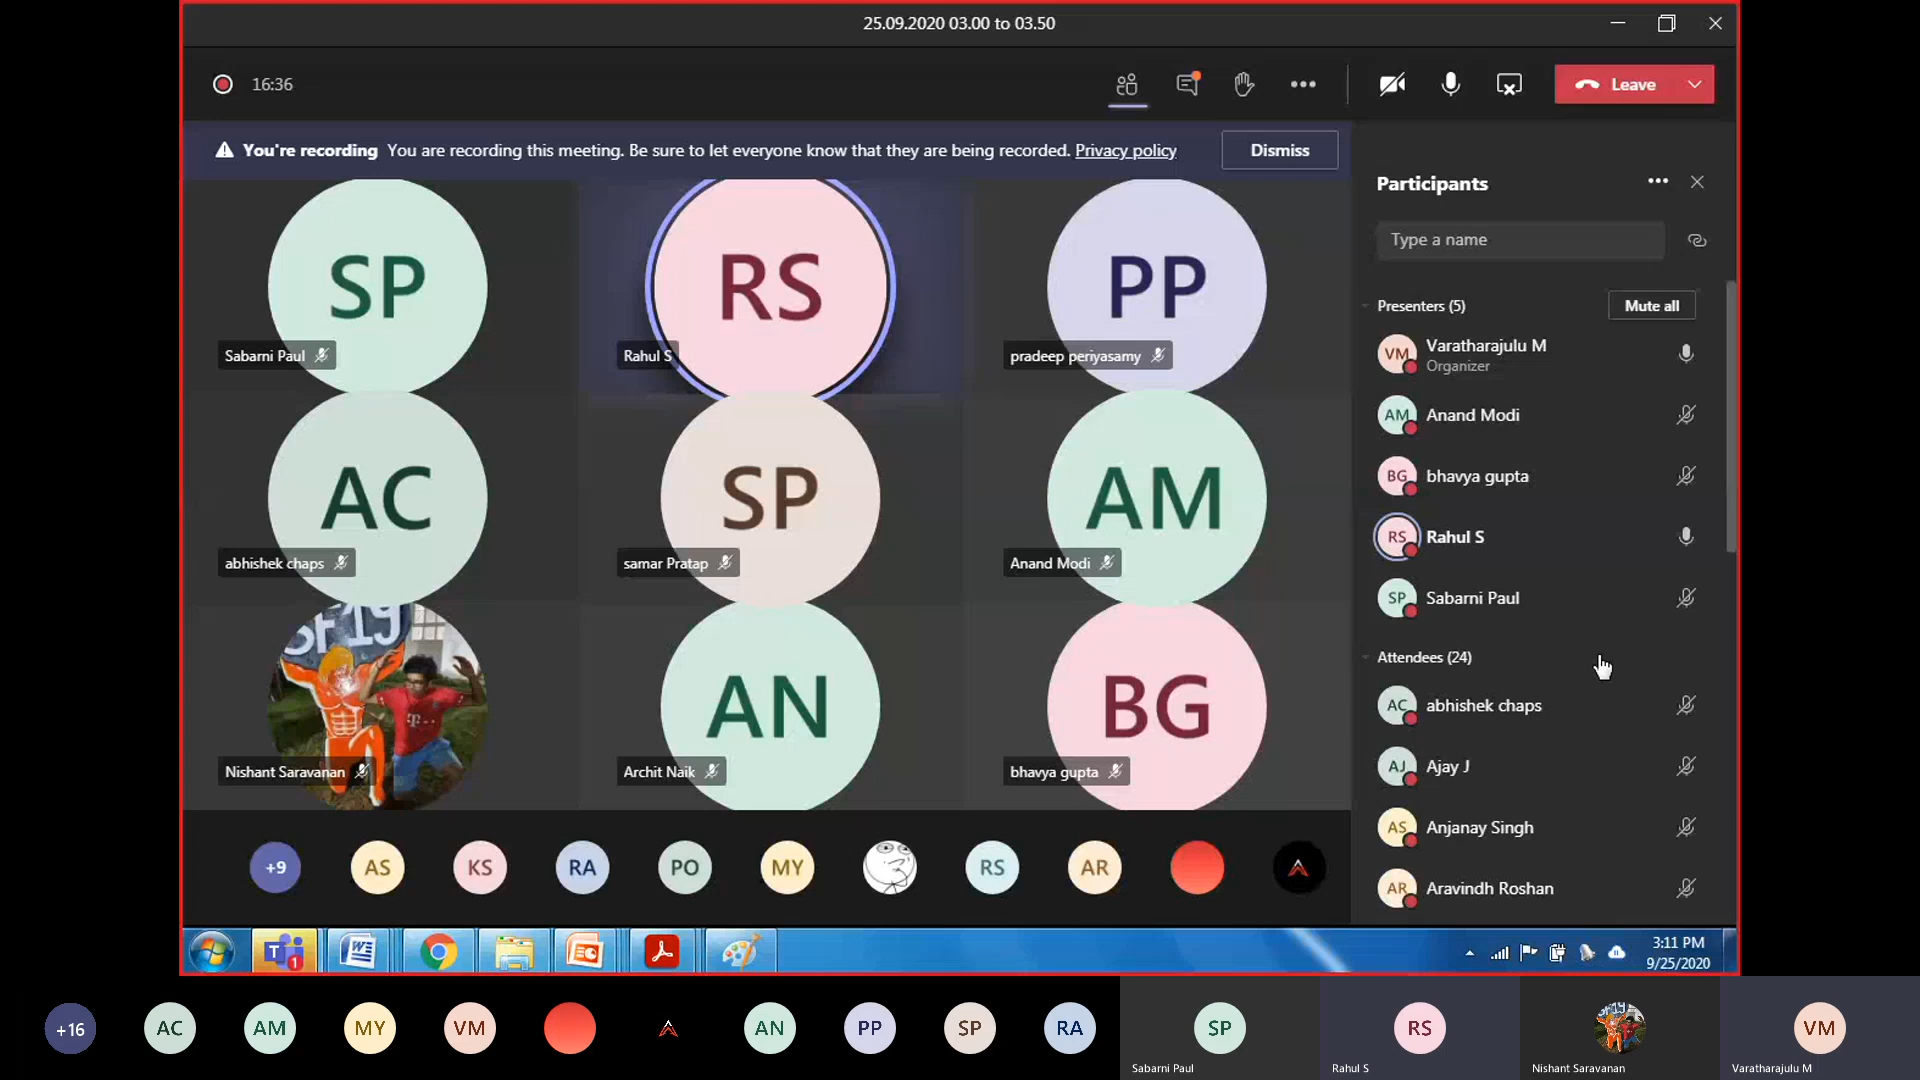 25.09.2020 03.00 to 03.50
16:36
Leave
You're recording You are recording this meeting. Be sure to let everyone know that they are being recorded. Privacy policy
Dismiss
SP
Sabarni Paul
RS
Rahul S
PP
pradeep periyasamy
AC
abhishek chaps
SP
samar Pratap
AM
Anand Modi
SF19
Nishant Saravanan
AN
Archit Naik
BG
bhavya gupta
+9
AS
KS
RA
PO
MY
RS
AR
Participants
Type a name
Presenters (5)
Mute all
VM
Varatharajulu M
Organizer
AM
Anand Modi
BG
bhavya gupta
RS
Rahul S
SP
Sabarni Paul
Attendees (24)
AC
abhishek chaps
AJ
Ajay J
AS
Anjanay Singh
AR
Aravindh Roshan
T
1
W
3:11 PM
9/25/2020
+16
AC
AM
MY
VM
AN
PP
SP
RA
SP
Sabarni Paul
RS
Rahul S
Nishant Saravanan
VM
Varatharajulu M